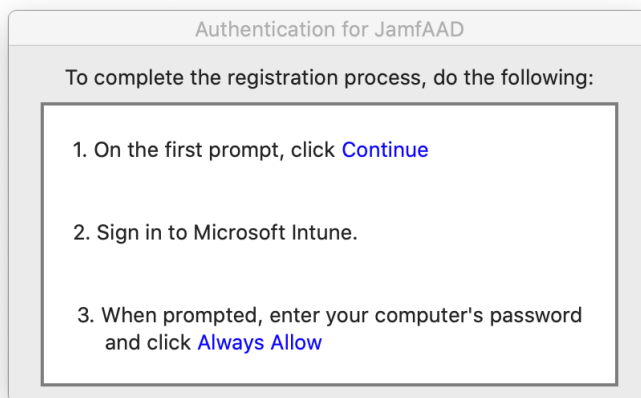 Authentication for JamfAAD
To complete the registration process, do the following:
1. On the first prompt, click Continue
2. Sign in to Microsoft Intune.
3. When prompted, enter your computer's password
and click Always Allow